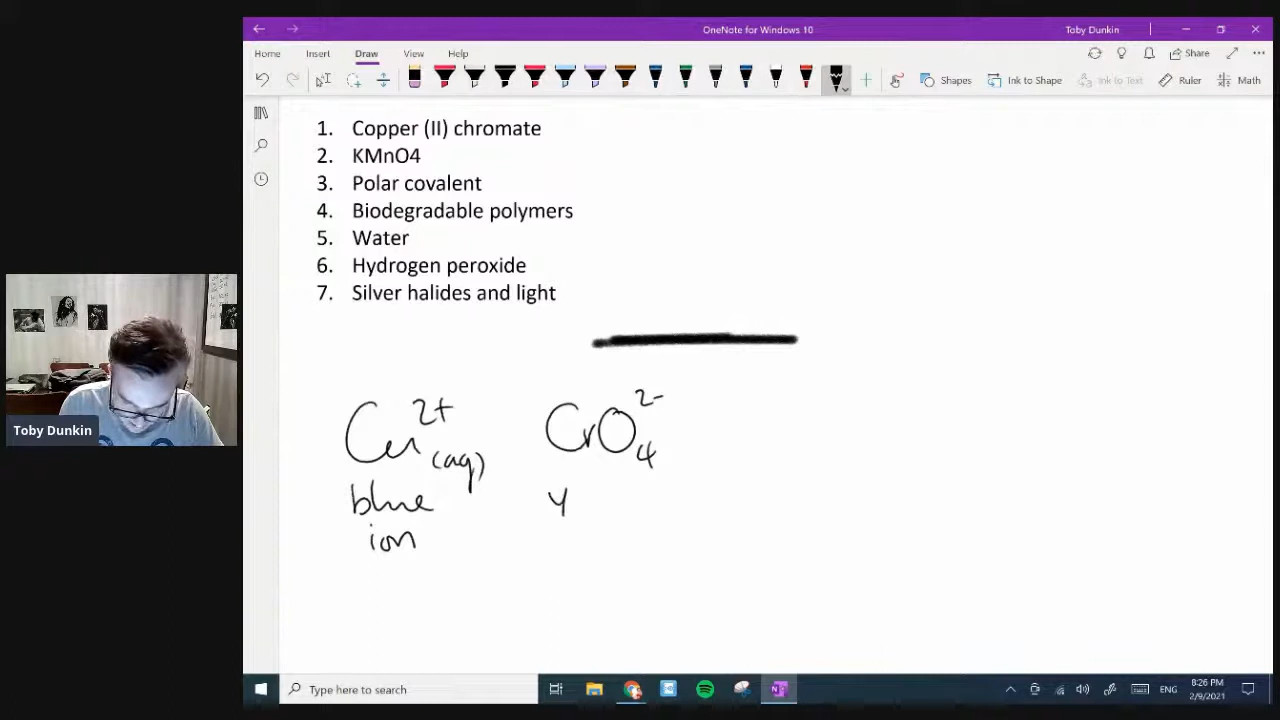 OneNote for Windows 10
Toby Dunkin
Home Insert Draw View Help
Share
Shapes Ink to Shape Ink to Text Ruler Math
1. Copper (II) chromate
2. KMnO4
3. Polar covalent
4. Biodegradable polymers
5. Water
6. Hydrogen peroxide
7. Silver halides and light
Cu2+(aq) CrO42-
blue y
ion
Toby Dunkin
Type here to search
ENG
8:26 PM
2/9/2021